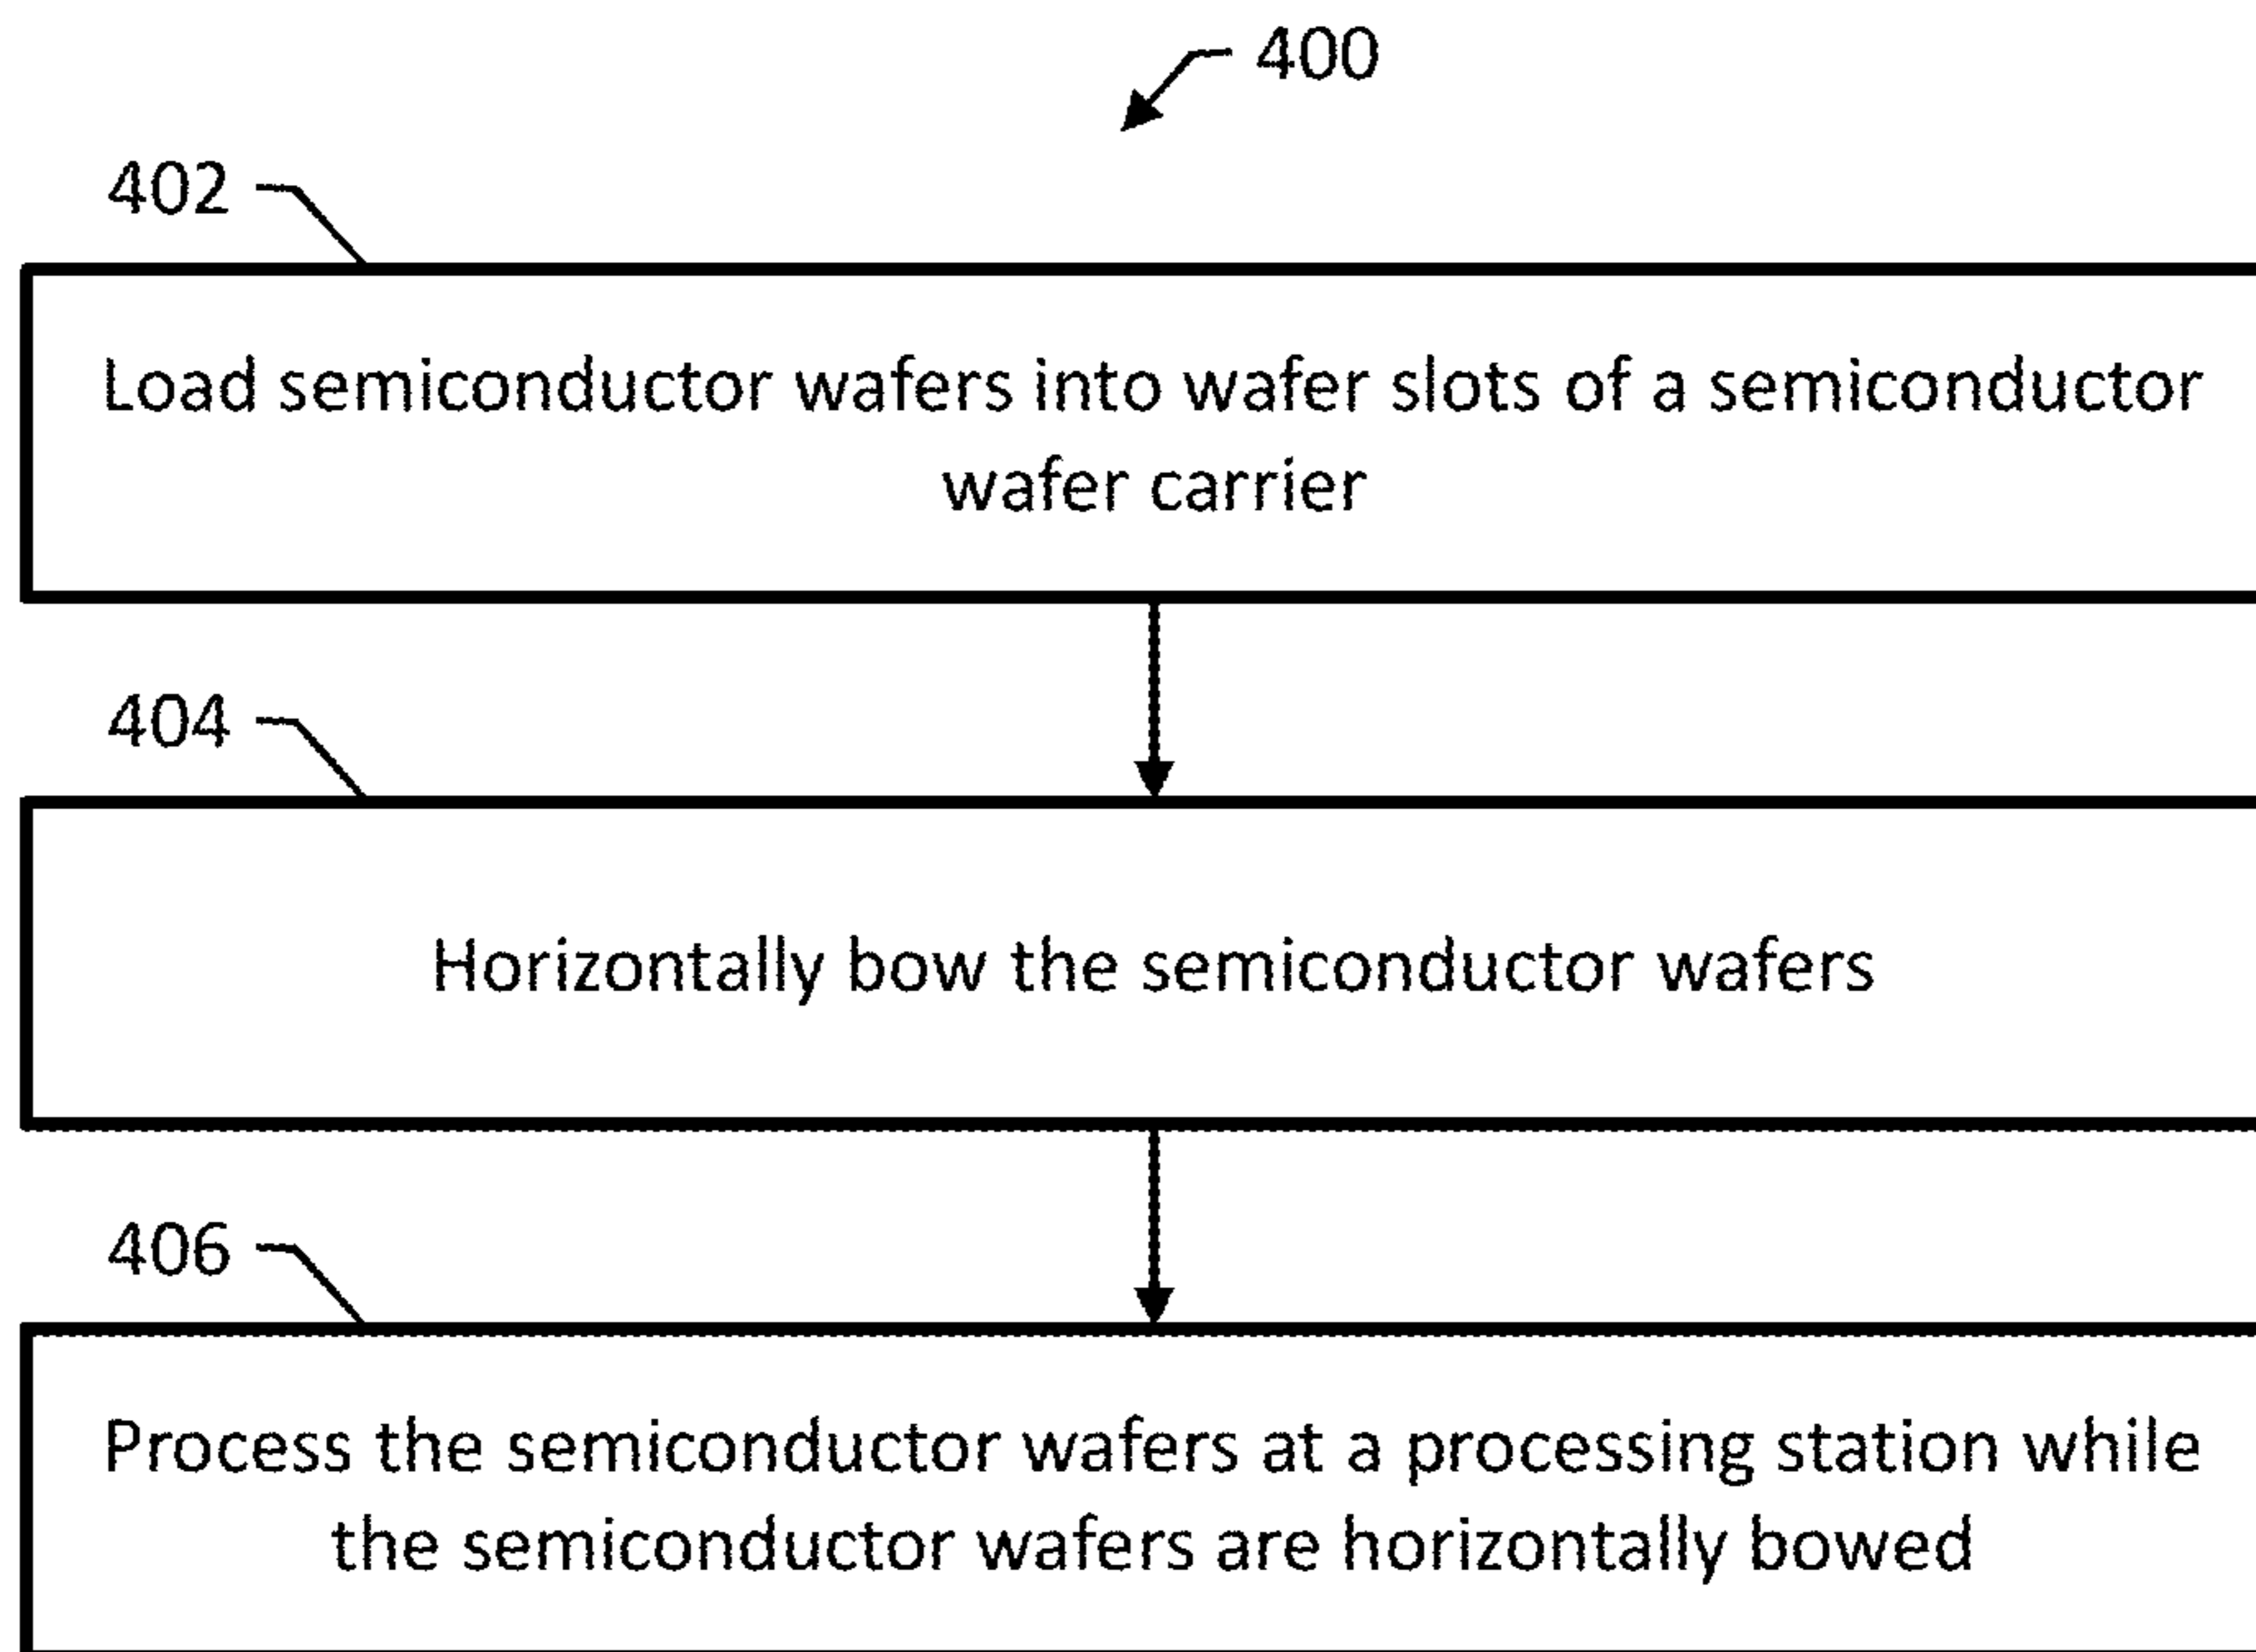 400
402
Load semiconductor wafers into wafer slots of a semiconductor
wafer carrier
404
Horizontally bow the semiconductor wafers
406
Process the semiconductor wafers at a processing station while
the semiconductor wafers are horizontally bowed